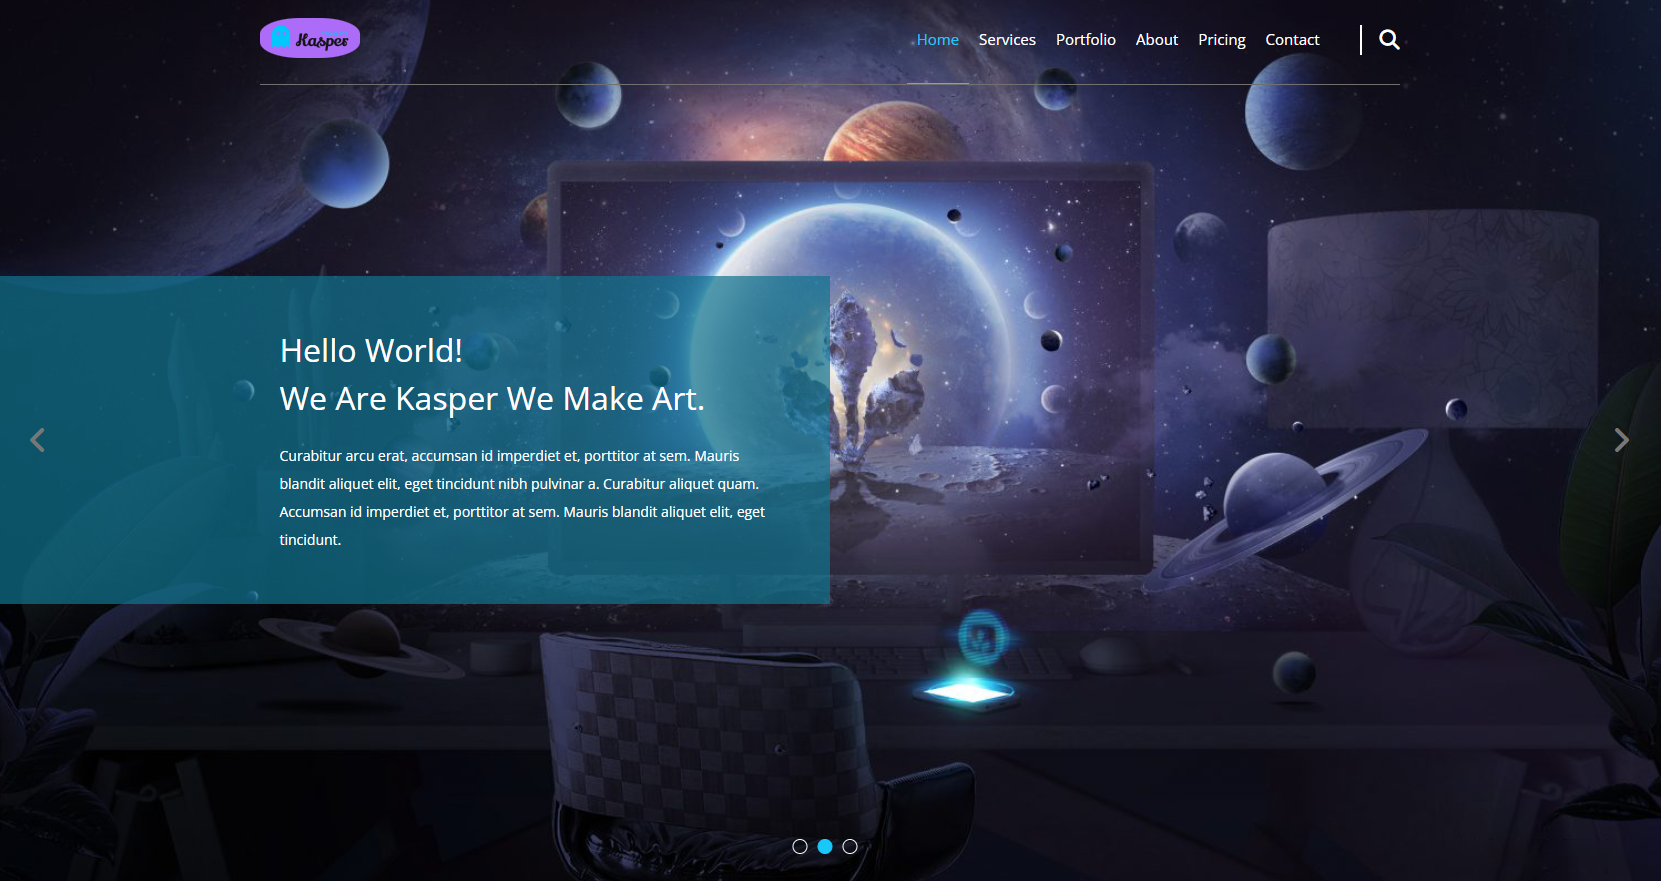 Kasper
Home Services Portfolio About Pricing Contact
Hello World!
We Are Kasper We Make Art.
Curabitur arcu erat, accumsan id imperdiet et, porttitor at sem. Mauris
blandit aliquet elit, eget tincidunt nibh pulvinar a. Curabitur aliquet quam.
Accumsan id imperdiet et, porttitor at sem. Mauris blandit aliquet elit, eget
tincidunt.